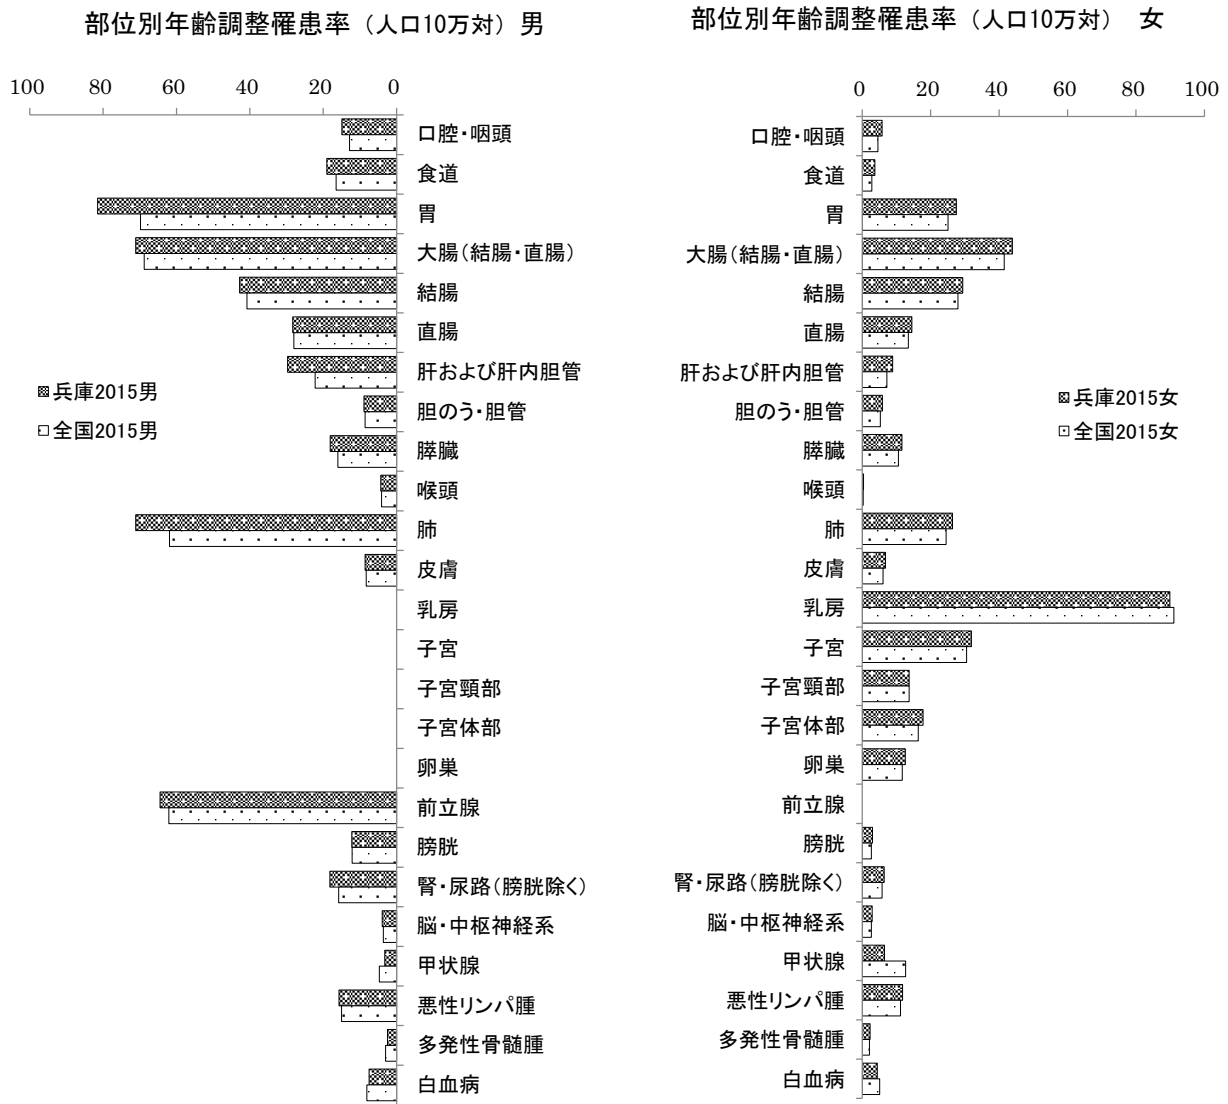 部位別年齢調整罹患率（人口10万対）男
100 80 60 40 20 0
口腔・咽頭
食道
胃
大腸（結腸・直腸）
結腸
直腸
肝および肝内胆管
胆のう・胆管
膵臓
喉頭
肺
皮膚
乳房
子宮
子宮頸部
子宮体部
卵巣
前立腺
膀胱
腎・尿路（膀胱除く）
脳・中枢神経系
甲状腺
悪性リンパ腫
多発性骨髄腫
白血病
兵庫2015男
全国2015男
部位別年齢調整罹患率（人口10万対） 女
0 20 40 60 80 100
口腔・咽頭
食道
胃
大腸（結腸・直腸）
結腸
直腸
肝および肝内胆管
胆のう・胆管
膵臓
喉頭
肺
皮膚
乳房
子宮
子宮頸部
子宮体部
卵巣
前立腺
膀胱
腎・尿路（膀胱除く）
脳・中枢神経系
甲状腺
悪性リンパ腫
多発性骨髄腫
白血病
兵庫2015女
全国2015女